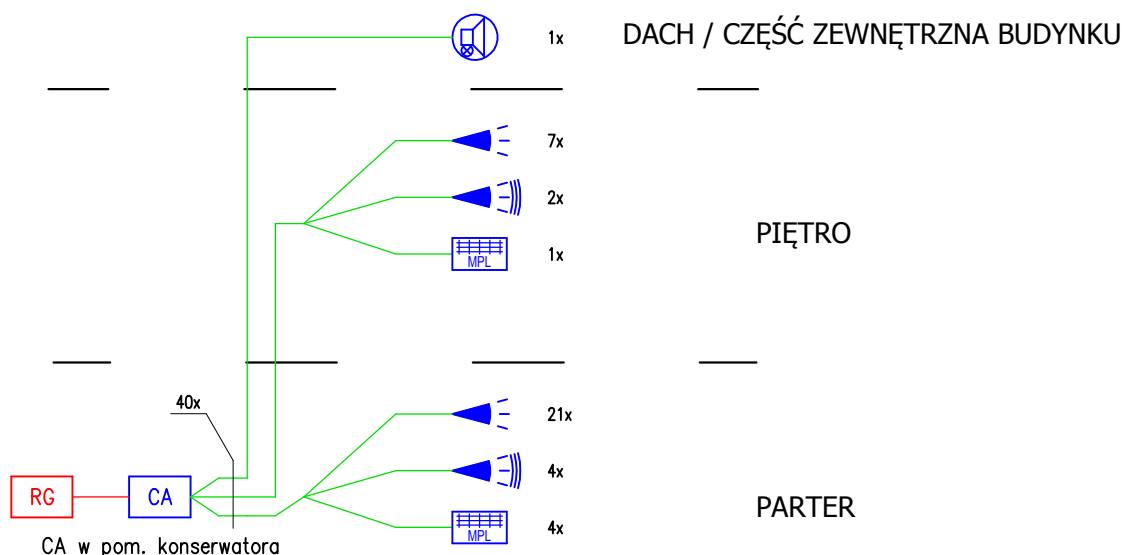 1x DACH / CZĘŚĆ ZEWNĘTRZNA BUDYNKU
7x
2x
PIĘTRO
MPL 1x
40x
21x
RG CA
4x
PARTER
MPL 4x
CA w pom. konserwatora